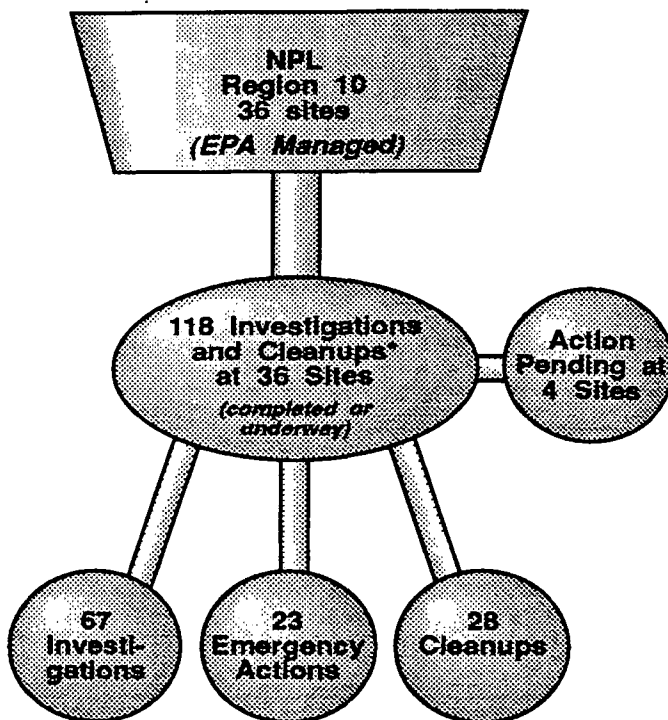 NPL
Region 10
36 sites
(EPA Managed)
118 Investigations
and Cleanups*
at 36 Sites
(completed or
underway)
Action
Pending at
4 Sites
67
Investi-
gations
23
Emergency
Actions
28
Cleanups